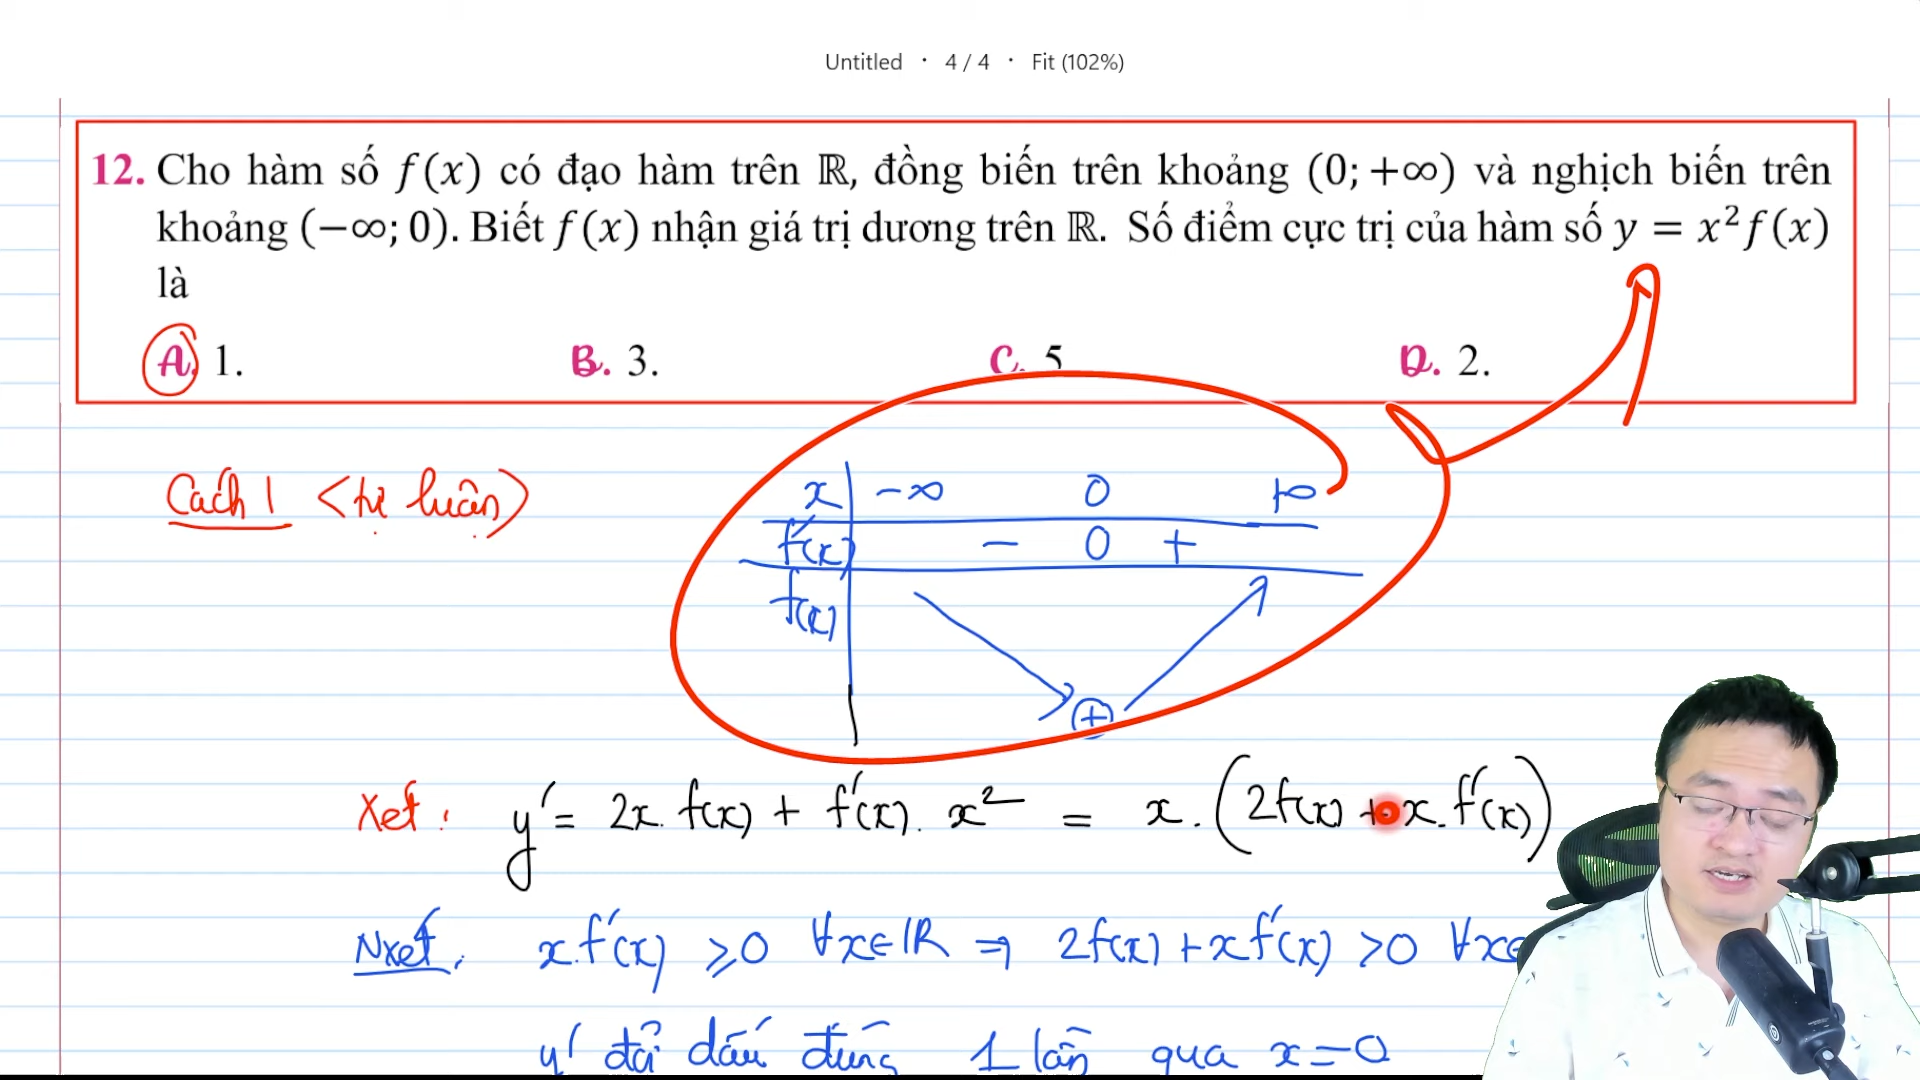 Untitled · 4 / 4 · Fit (102%)
12. Cho hàm số f(x) có đạo hàm trên ℝ, đồng biến trên khoảng (0; +∞) và nghịch biến trên
khoảng (−∞; 0). Biết f(x) nhận giá trị dương trên ℝ. Số điểm cực trị của hàm số y = x²f(x)
là
A. 1. B. 3. C. 5 D. 2.
Cách 1 <tự luận>
x −∞ 0 +∞
f'(x) − 0 +
f(x)
+
Xét: y' = 2x. f(x) + f'(x). x² = x. (2f(x) + x. f'(x))
Nxét: x.f'(x) ≥ 0 ∀x∈ℝ ⇒ 2f(x) + xf'(x) > 0 ∀x∈
y' đổi dấu đúng 1 lần qua x = 0